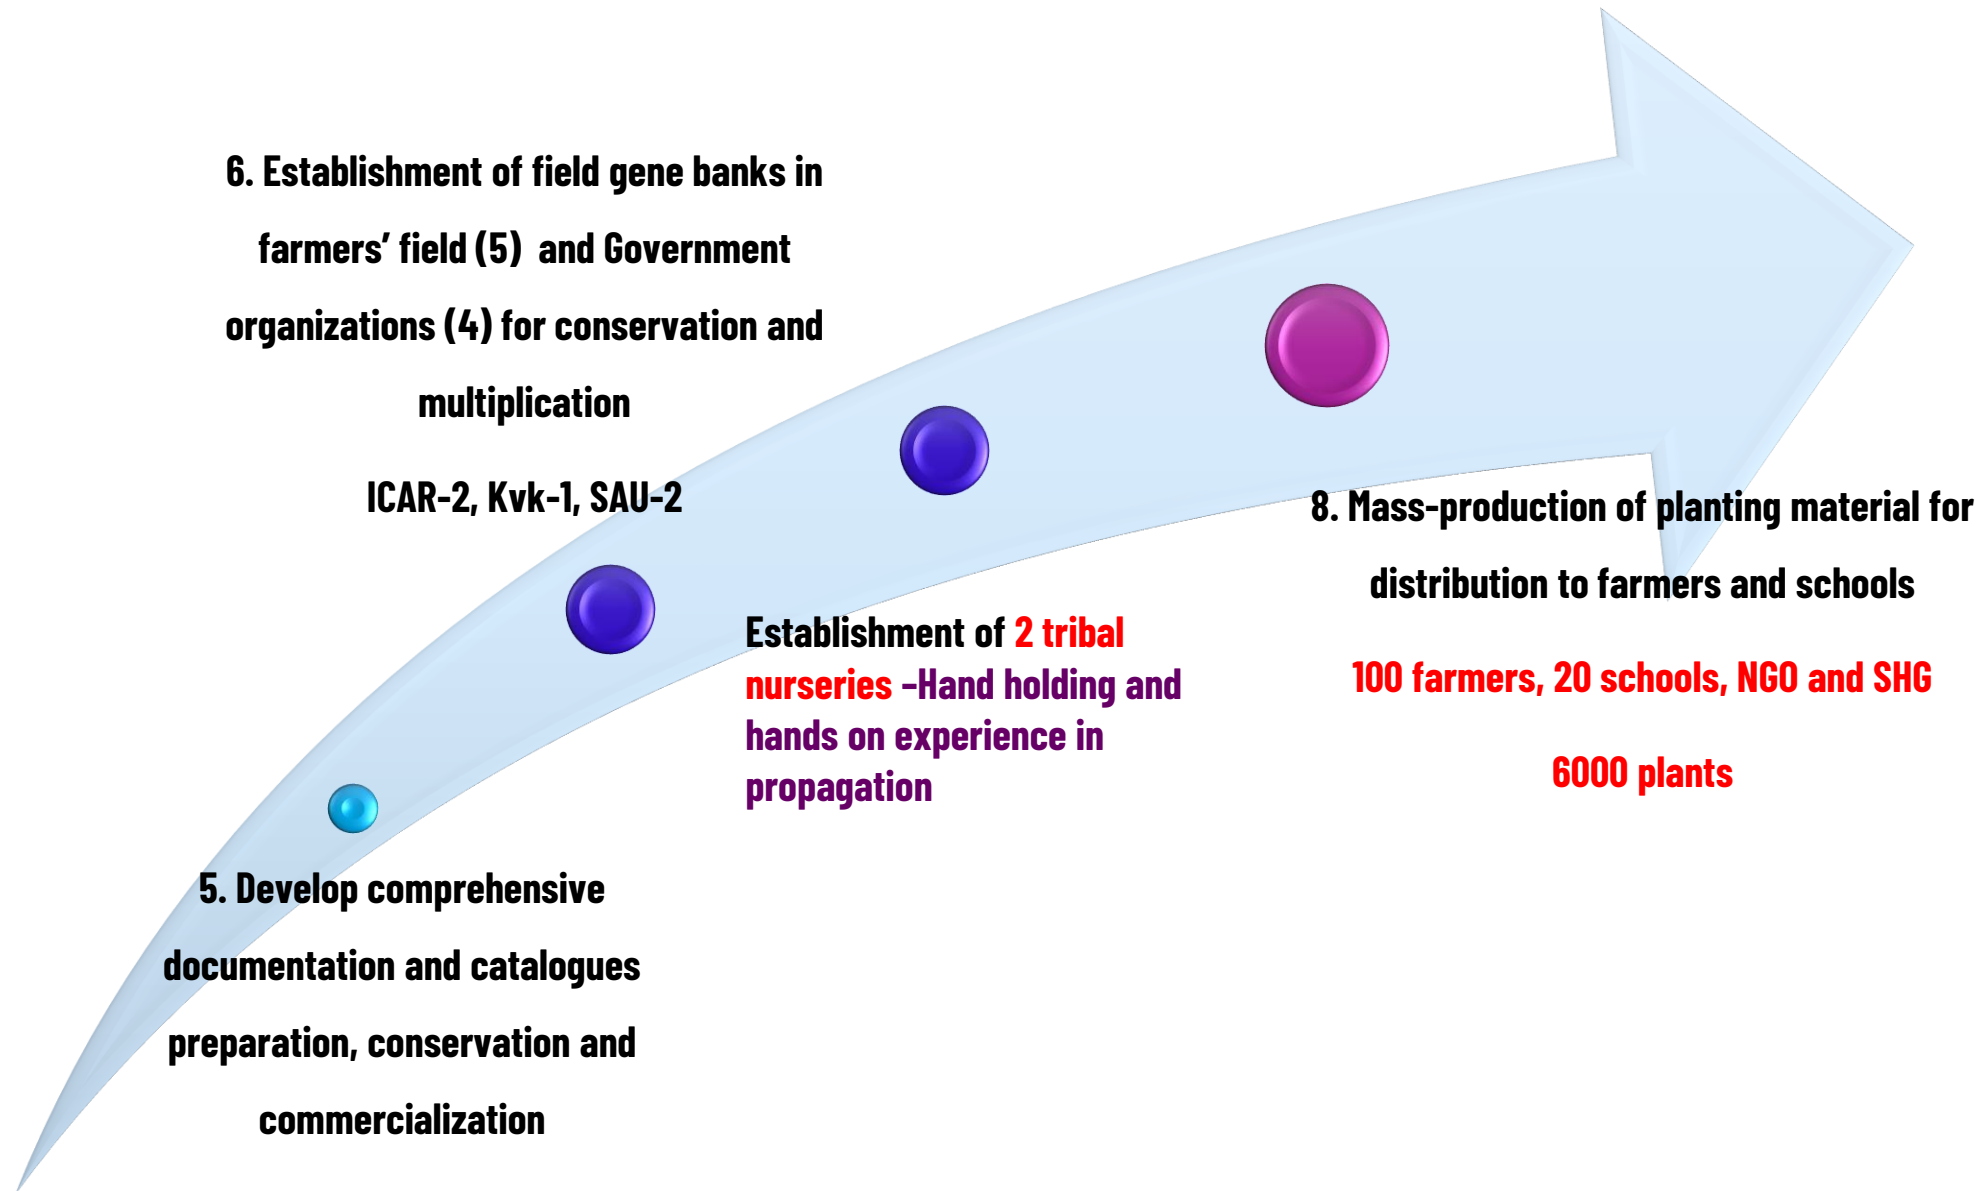 6. Establishment of field gene banks in
farmers’ field (5)  and Government
organizations (4) for conservation and
multiplication
ICAR-2, Kvk-1, SAU-2
8. Mass-production of planting material for
distribution to farmers and schools
100 farmers, 20 schools, NGO and SHG
6000 plants
Establishment of 2 tribal
nurseries –Hand holding and
hands on experience in
propagation
5. Develop comprehensive
documentation and catalogues
preparation, conservation and
commercialization